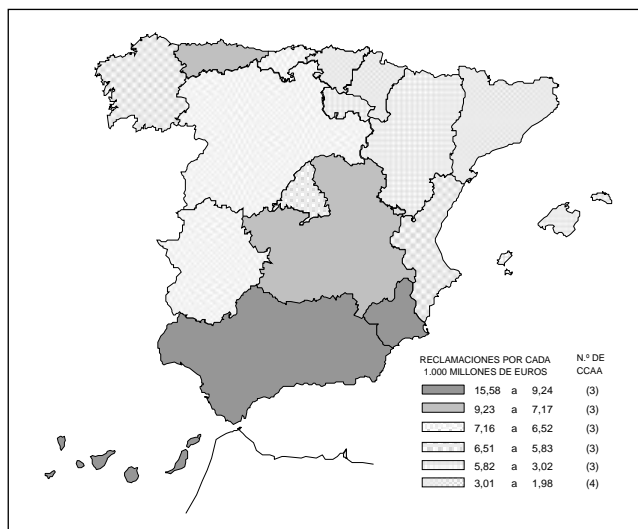 RECLAMACIONES POR CADA N.º DE
1.000 MILLONES DE EUROS CCAA
15,58 a 9,24 (3)
9,23 a 7,17 (3)
7,16 a 6,52 (3)
6,51 a 5,83 (3)
5,82 a 3,02 (3)
3,01 a 1,98 (4)